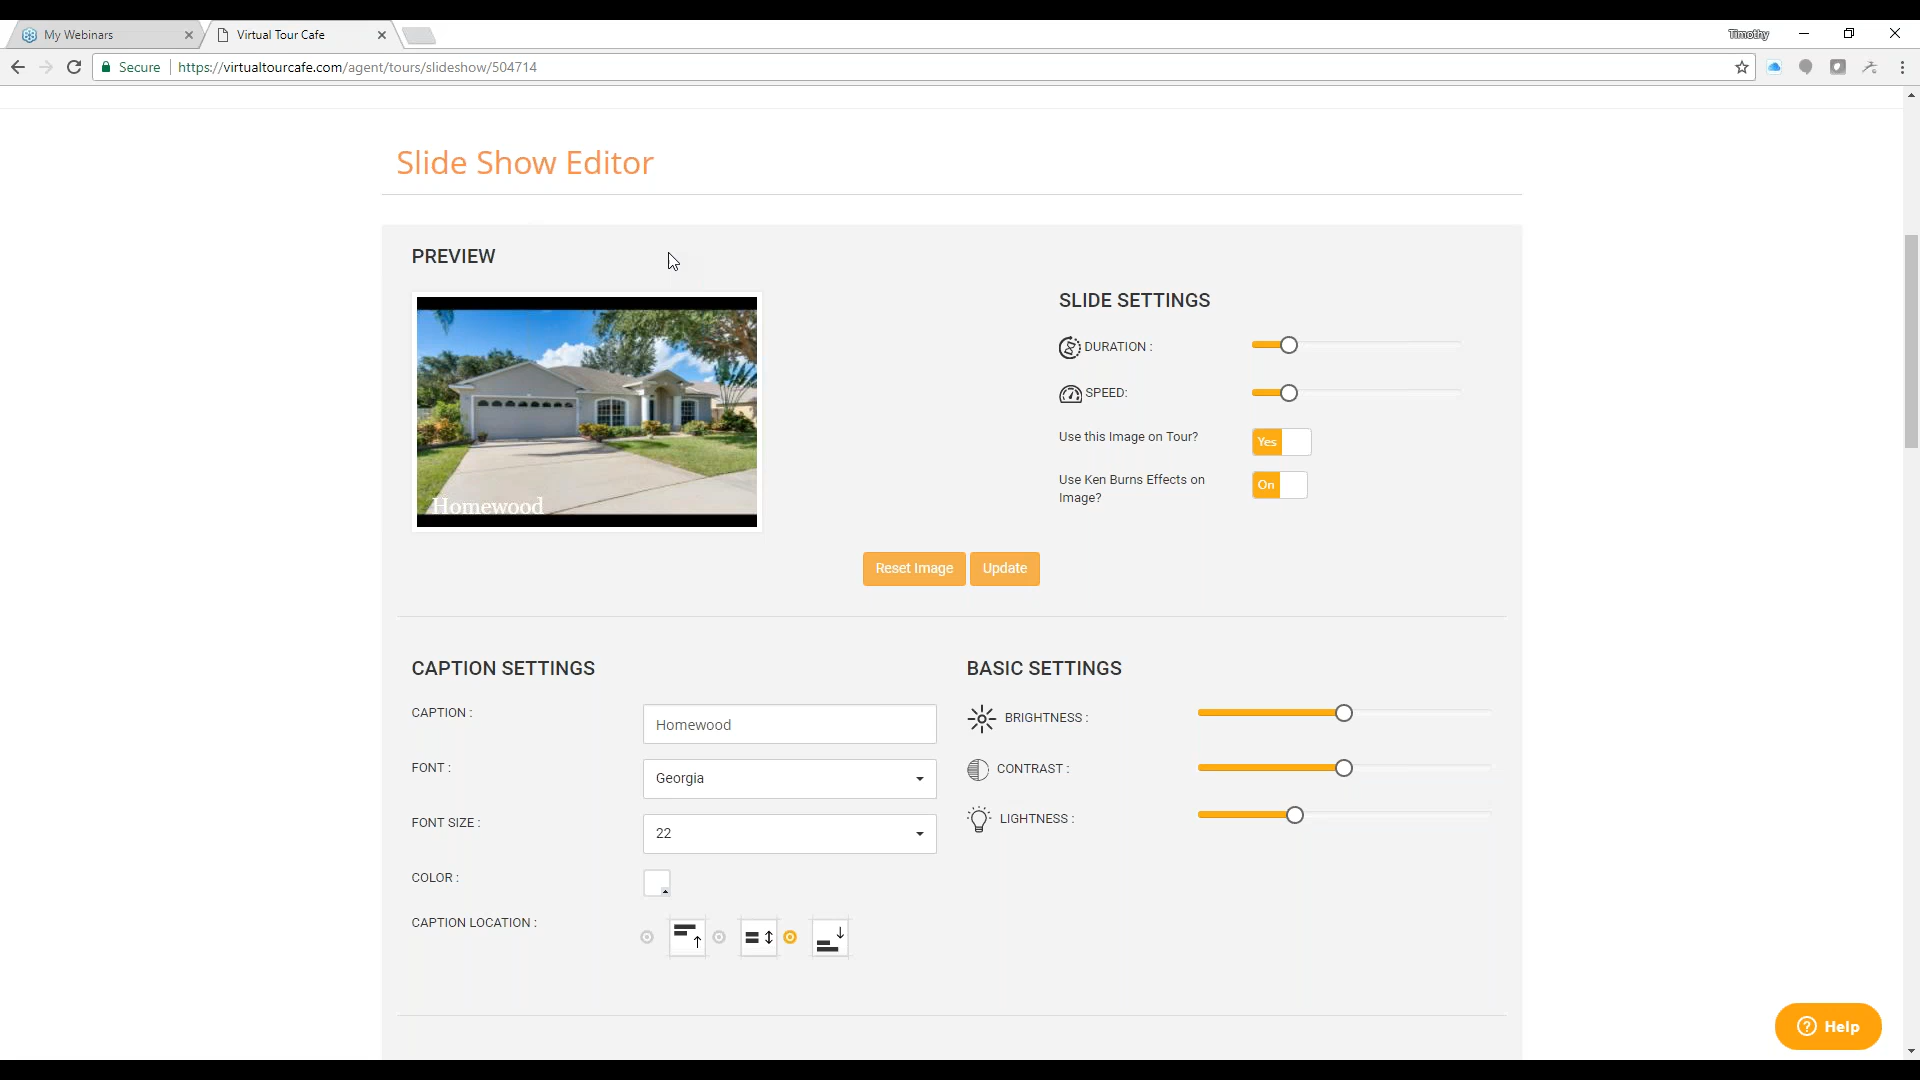 My Webinars
Virtual Tour Cafe
Timothy
Secure
https://virtualtourcafe.com/agent/tours/slideshow/504714
Slide Show Editor
PREVIEW
Homewood
SLIDE SETTINGS
DURATION :
SPEED:
Use this Image on Tour?
Yes
Use Ken Burns Effects on
Image?
On
Reset Image
Update
CAPTION SETTINGS
CAPTION :
Homewood
FONT :
Georgia
FONT SIZE :
22
COLOR :
CAPTION LOCATION :
BASIC SETTINGS
BRIGHTNESS :
CONTRAST :
LIGHTNESS :
Help